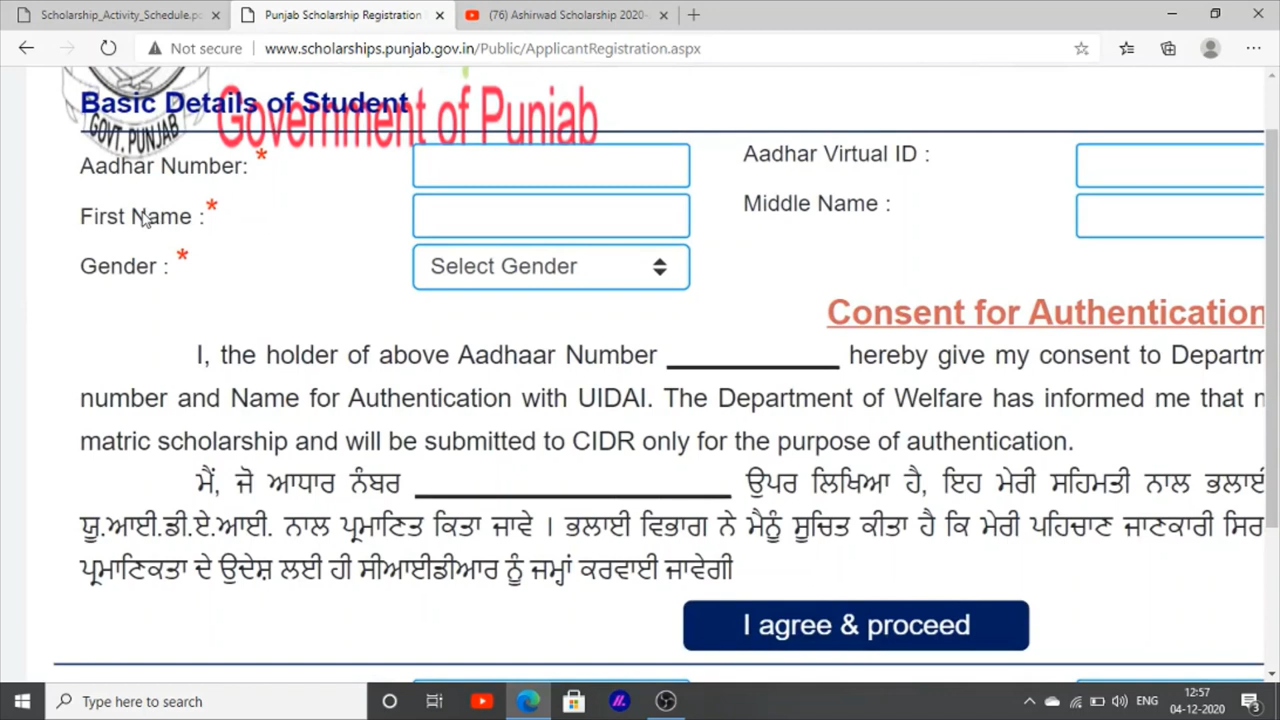 Scholarship_Activity_Schedule.p
Punjab Scholarship Registration
(76) Ashirwad Scholarship 2020-
Not secure
www.scholarships.punjab.gov.in/Public/ApplicantRegistration.aspx
GOVT. PUNJAB
Government of Punjab
Basic Details of Student
Aadhar Number: *
Aadhar Virtual ID :
First Name : *
Middle Name :
Gender : *
Select Gender
Consent for Authentication
I, the holder of above Aadhaar Number ____________ hereby give my consent to Departm
number and Name for Authentication with UIDAI. The Department of Welfare has informed me that
matric scholarship and will be submitted to CIDR only for the purpose of authentication.
ਮੈਂ, ਜੋ ਆਧਾਰ ਨੰਬਰ ______________________ ਉਪਰ ਲਿਖਿਆ ਹੈ, ਇਹ ਮੇਰੀ ਸਹਿਮਤੀ ਨਾਲ ਭਲਾਈ
ਯੂ.ਆਈ.ਡੀ.ਏ.ਆਈ. ਨਾਲ ਪ੍ਰਮਾਣਿਤ ਕਿਤਾ ਜਾਵੇ । ਭਲਾਈ ਵਿਭਾਗ ਨੇ ਮੈਨੂੰ ਸੂਚਿਤ ਕੀਤਾ ਹੈ ਕਿ ਮੇਰੀ ਪਹਿਚਾਣ ਜਾਣਕਾਰੀ ਸਿਰ
ਪ੍ਰਮਾਣਿਕਤਾ ਦੇ ਉਦੇਸ਼ ਲਈ ਹੀ ਸੀਆਈਡੀਆਰ ਨੂੰ ਜਮ੍ਹਾਂ ਕਰਵਾਈ ਜਾਵੇਗੀ
I agree & proceed
Type here to search
ENG
12:57
04-12-2020
3